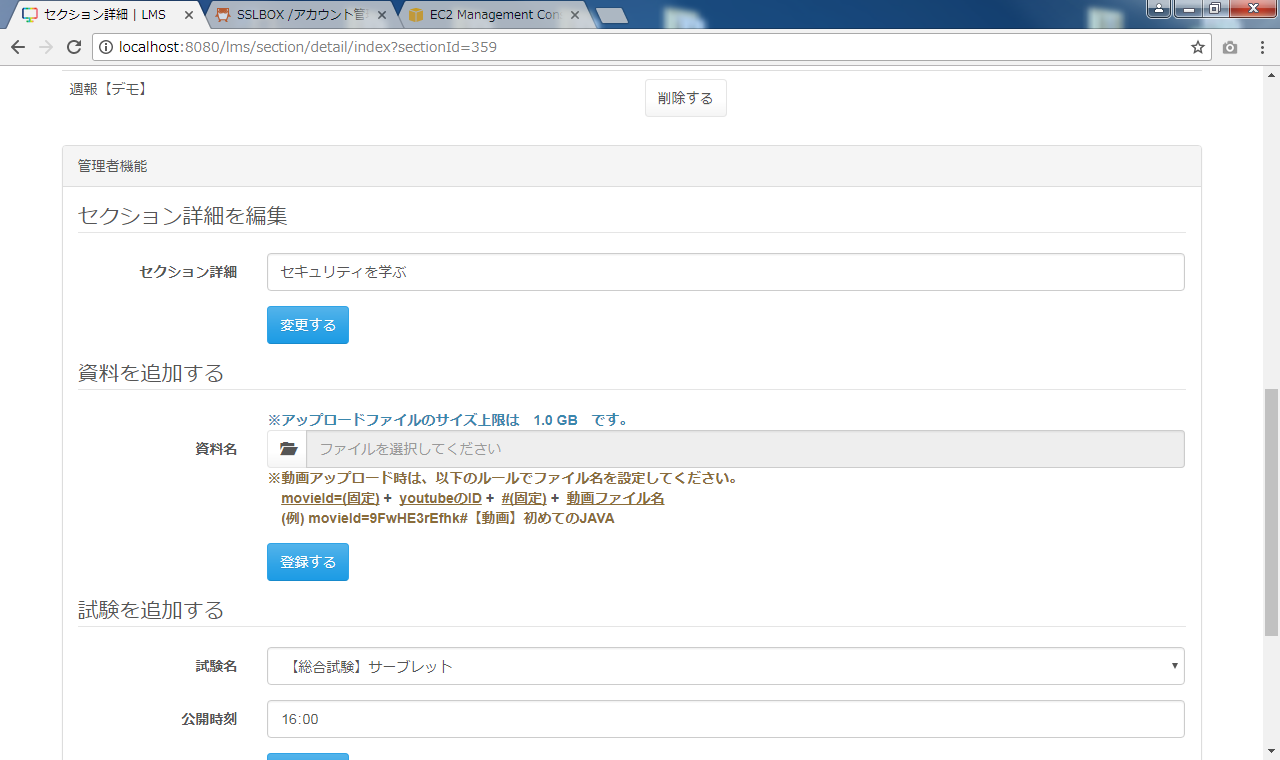 セクション詳細 | LMS
SSLBOX /アカウント管
EC2 Management Con
localhost:8080/lms/section/detail/index?sectionId=359
週報【デモ】
削除する
管理者機能
セクション詳細を編集
セクション詳細
セキュリティを学ぶ
変更する
資料を追加する
※アップロードファイルのサイズ上限は 1.0 GB です。
資料名
ファイルを選択してください
※動画アップロード時は、以下のルールでファイル名を設定してください。
movieId=(固定) + youtubeのID + #(固定) + 動画ファイル名
(例) movieId=9FwHE3rEfhk#【動画】初めてのJAVA
登録する
試験を追加する
試験名
【総合試験】サーブレット
公開時刻
16:00